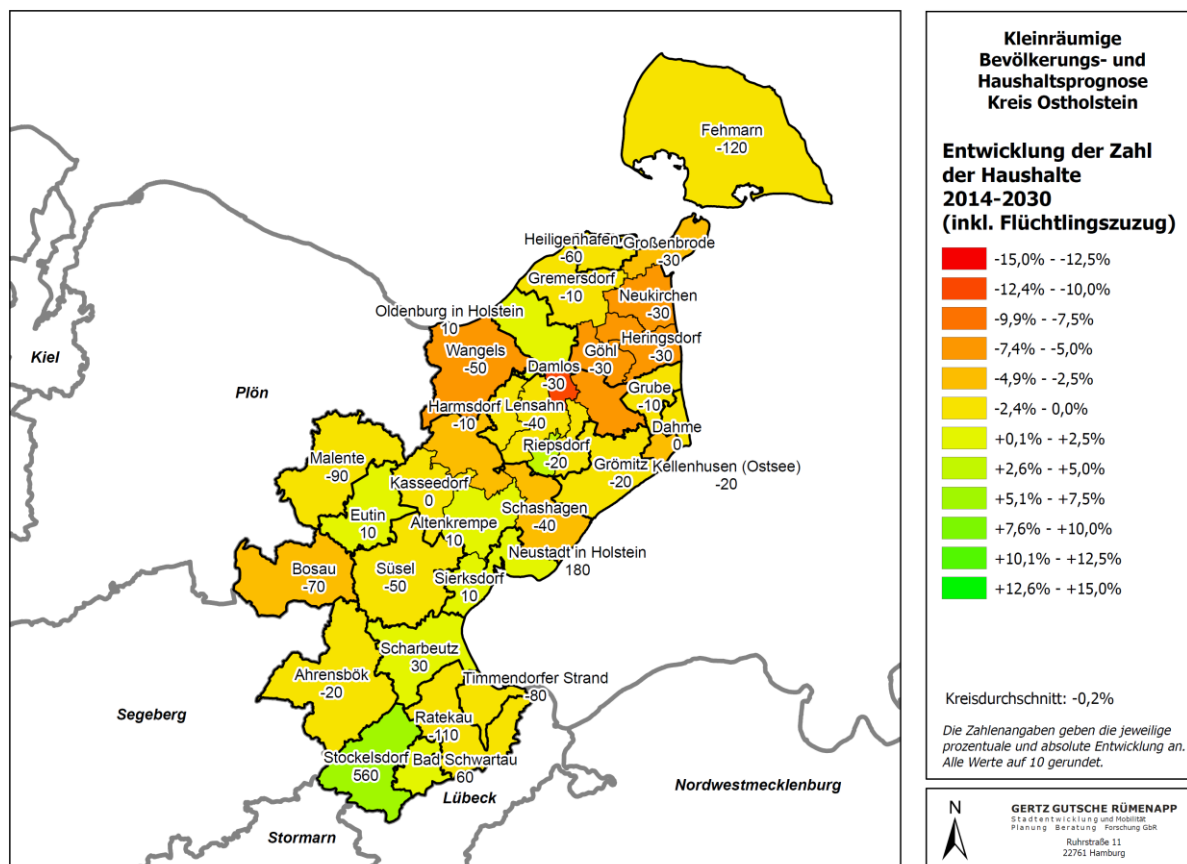 Fehmarn
-120
Heiligenhafen
-60
Großenbrode
-30
Gremersdorf
-10
Neukirchen
-30
Oldenburg in Holstein
10
Wangels
-50
Göhl
-30
Heringsdorf
-30
Damlos
-30
Grube
-10
Harmsdorf
-10
Lensahn
-40
Dahme
0
Riepsdorf
-20
Grömitz
-20
Kellenhusen (Ostsee)
-20
Malente
-90
Kasseedorf
0
Schashagen
-40
Eutin
10
Altenkrempe
10
Neustadt in Holstein
180
Bosau
-70
Süsel
-50
Sierksdorf
10
Scharbeutz
30
Ahrensbök
-20
Timmendorfer Strand
-80
Ratekau
-110
Stockelsdorf
560
Bad Schwartau
60
Kiel
Plön
Segeberg
Lübeck
Stormarn
Nordwestmecklenburg
Kleinräumige
Bevölkerungs- und
Haushaltsprognose
Kreis Ostholstein
Entwicklung der Zahl
der Haushalte
2014-2030
(inkl. Flüchtlingszuzug)
-15,0% - -12,5%
-12,4% - -10,0%
-9,9% - -7,5%
-7,4% - -5,0%
-4,9% - -2,5%
-2,4% - 0,0%
+0,1% - +2,5%
+2,6% - +5,0%
+5,1% - +7,5%
+7,6% - +10,0%
+10,1% - +12,5%
+12,6% - +15,0%
Kreisdurchschnitt: -0,2%
Die Zahlenangaben geben die jeweilige
prozentuale und absolute Entwicklung an.
Alle Werte auf 10 gerundet.
N
GERTZ GUTSCHE RÜMENAPP
Stadtentwicklung und Mobilität
Planung Beratung Forschung GbR
Ruhrstraße 11
22761 Hamburg